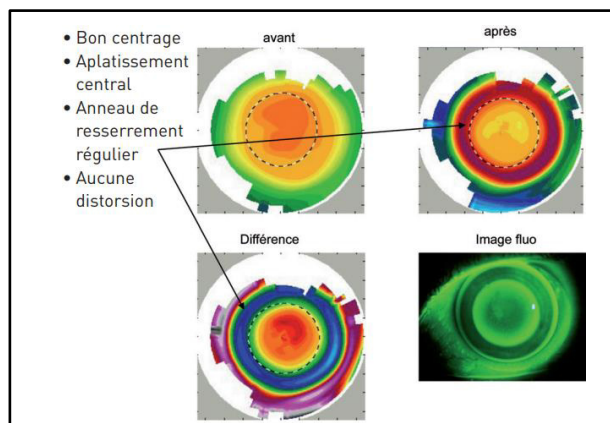 • Bon centrage
• Aplatissement
central
• Anneau de
resserrement
régulier
• Aucune
distorsion
avant
après
Différence
Image fluo